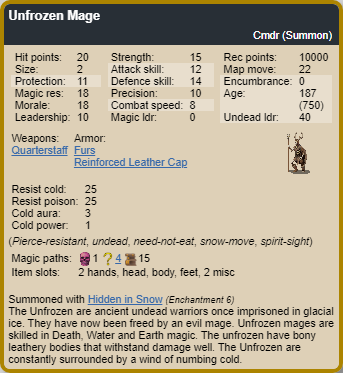 Unfrozen Mage
Cmdr (Summon)
Hit points: 20 Strength: 15 Rec points: 10000
Size: 2 Attack skill: 12 Map move: 22
Protection: 11 Defence skill: 14 Encumbrance: 0
Magic res: 18 Precision: 10 Age: 187
Morale: 18 Combat speed: 8 (750)
Leadership: 10 Magic ldr: 0 Undead ldr: 40
Weapons: Armor:
Quarterstaff Furs
Reinforced Leather Cap
Resist cold: 25
Resist poison: 25
Cold aura: 3
Cold power: 1
(Pierce-resistant, undead, need-not-eat, snow-move, spirit-sight)
Magic paths: 1 ? 4 15
Item slots: 2 hands, head, body, feet, 2 misc
Summoned with Hidden in Snow (Enchantment 6)
The Unfrozen are ancient undead warriors once imprisoned in glacial
ice. They have now been freed by an evil mage. Unfrozen mages are
skilled in Death, Water and Earth magic. The unfrozen have bony
leathery bodies that withstand damage well. The Unfrozen are
constantly surrounded by a wind of numbing cold.